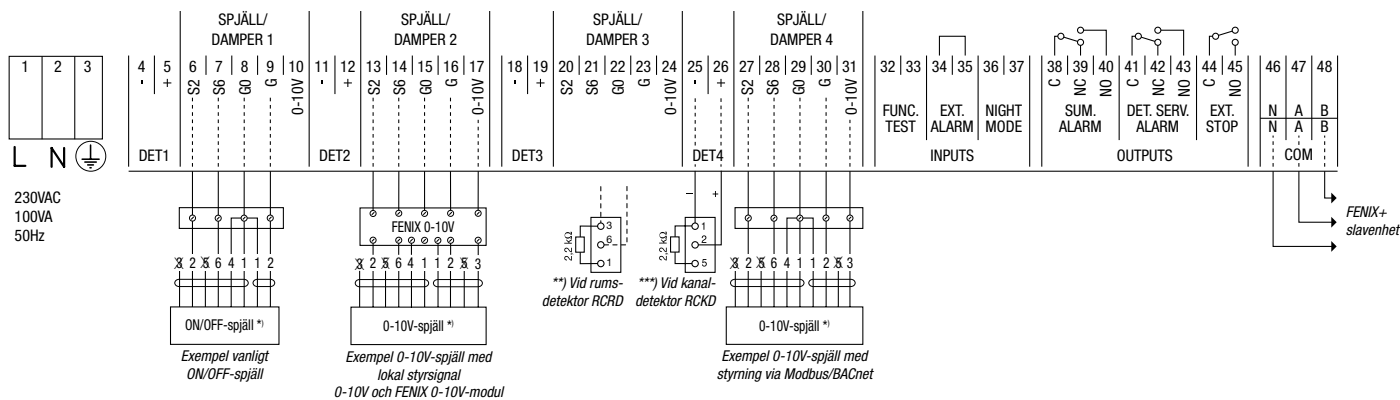 SPJÄLL/ SPJÄLL/ SPJÄLL/ SPJÄLL/
DAMPER 1 DAMPER 2 DAMPER 3 DAMPER 4
1 2 3 4 5 6 7 8 9 10 11 12 13 14 15 16 17 18 19 20 21 22 23 24 25 26 27 28 29 30 31 32 33 34 35 36 37 38 39 40 41 42 43 44 45 46 47 48
- + S2 S6 G0 G 0-10V - + S2 S6 G0 G 0-10V - + S2 S6 G0 G 0-10V - + S2 S6 G0 G 0-10V
C NC NO C NC NO C NO
N A B
N A B
FUNC. TEST
EXT. ALARM
NIGHT MODE
SUM. ALARM
DET. SERV. ALARM
EXT. STOP
DET1 DET2 DET3 DET4 INPUTS OUTPUTS COM
L N
230VAC
100VA
50Hz
3 2 5 6 4 1 1 2
ON/OFF-spjäll *)
Exempel vanligt
ON/OFF-spjäll
FENIX 0-10V
3 2 5 6 4 1 1 2 5 3
0-10V-spjäll *)
Exempel 0-10V-spjäll med
lokal styrsignal
0-10V och FENIX 0-10V-modul
2,2 kΩ
3
6
1
**) Vid rums-
detektor RCRD
- +
2,2 kΩ
1
2
5
***) Vid kanal-
detektor RCKD
3 2 5 6 4 1 1 2 5 3
0-10V-spjäll *)
Exempel 0-10V-spjäll med
styrning via Modbus/BACnet
FENIX+
slavenhet